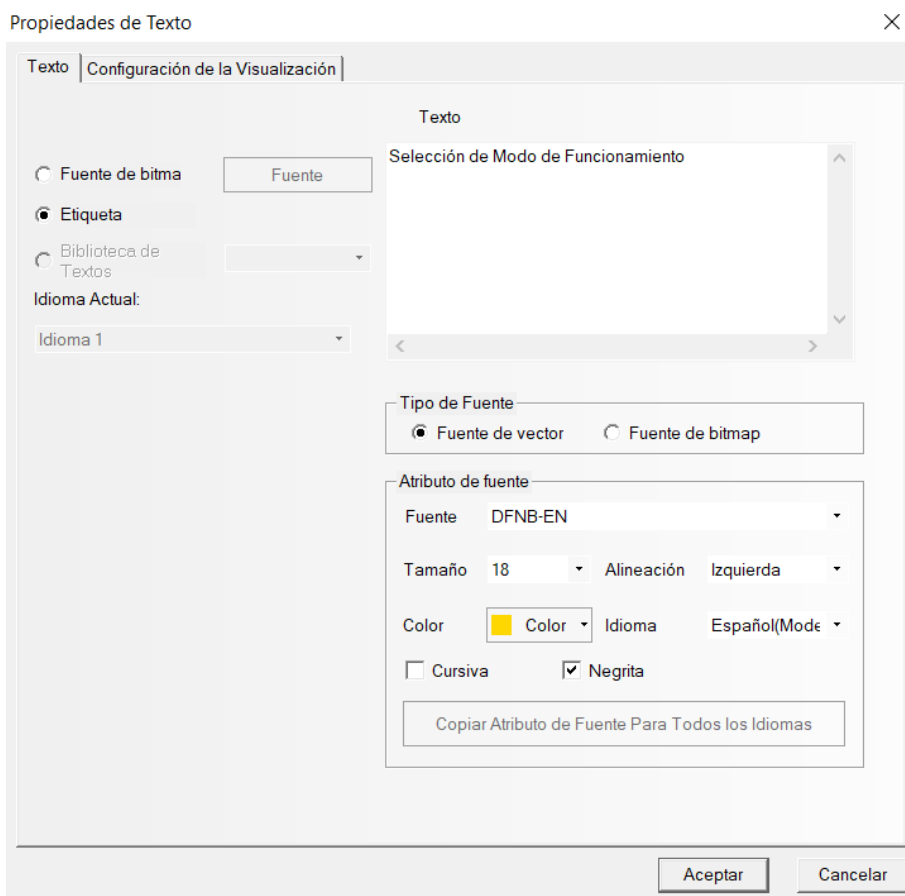 Propiedades de Texto
Texto
Configuración de la Visualización
Texto
Fuente de bitma
Fuente
Selección de Modo de Funcionamiento
Etiqueta
Biblioteca de
Textos
Idioma Actual:
Idioma 1
Tipo de Fuente
Fuente de vector
Fuente de bitmap
Atributo de fuente
Fuente
DFNB-EN
Tamaño
18
Alineación
Izquierda
Color
Color
Idioma
Español(Mode
Cursiva
Negrita
Copiar Atributo de Fuente Para Todos los Idiomas
Aceptar
Cancelar